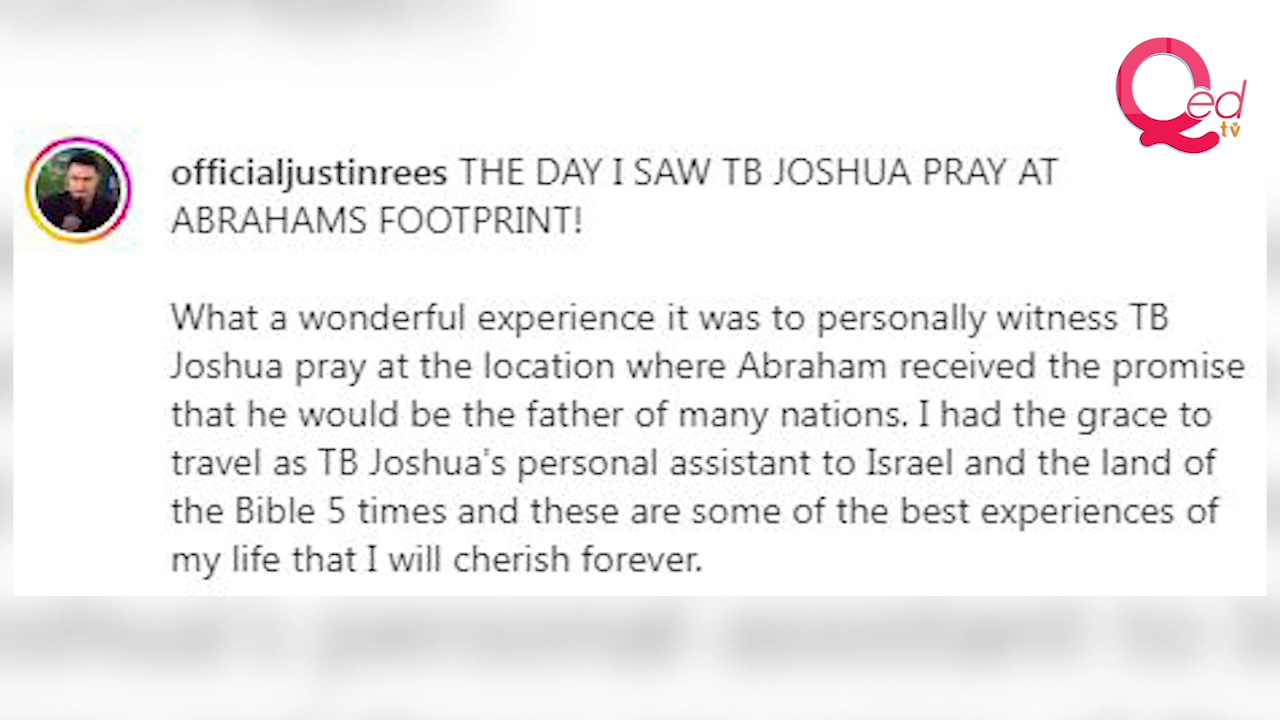 Qed
tv
officialjustinrees THE DAY I SAW TB JOSHUA PRAY AT
ABRAHAMS FOOTPRINT!
What a wonderful experience it was to personally witness TB
Joshua pray at the location where Abraham received the promise
that he would be the father of many nations. I had the grace to
travel as TB Joshua's personal assistant to Israel and the land of
the Bible 5 times and these are some of the best experiences of
my life that I will cherish forever.